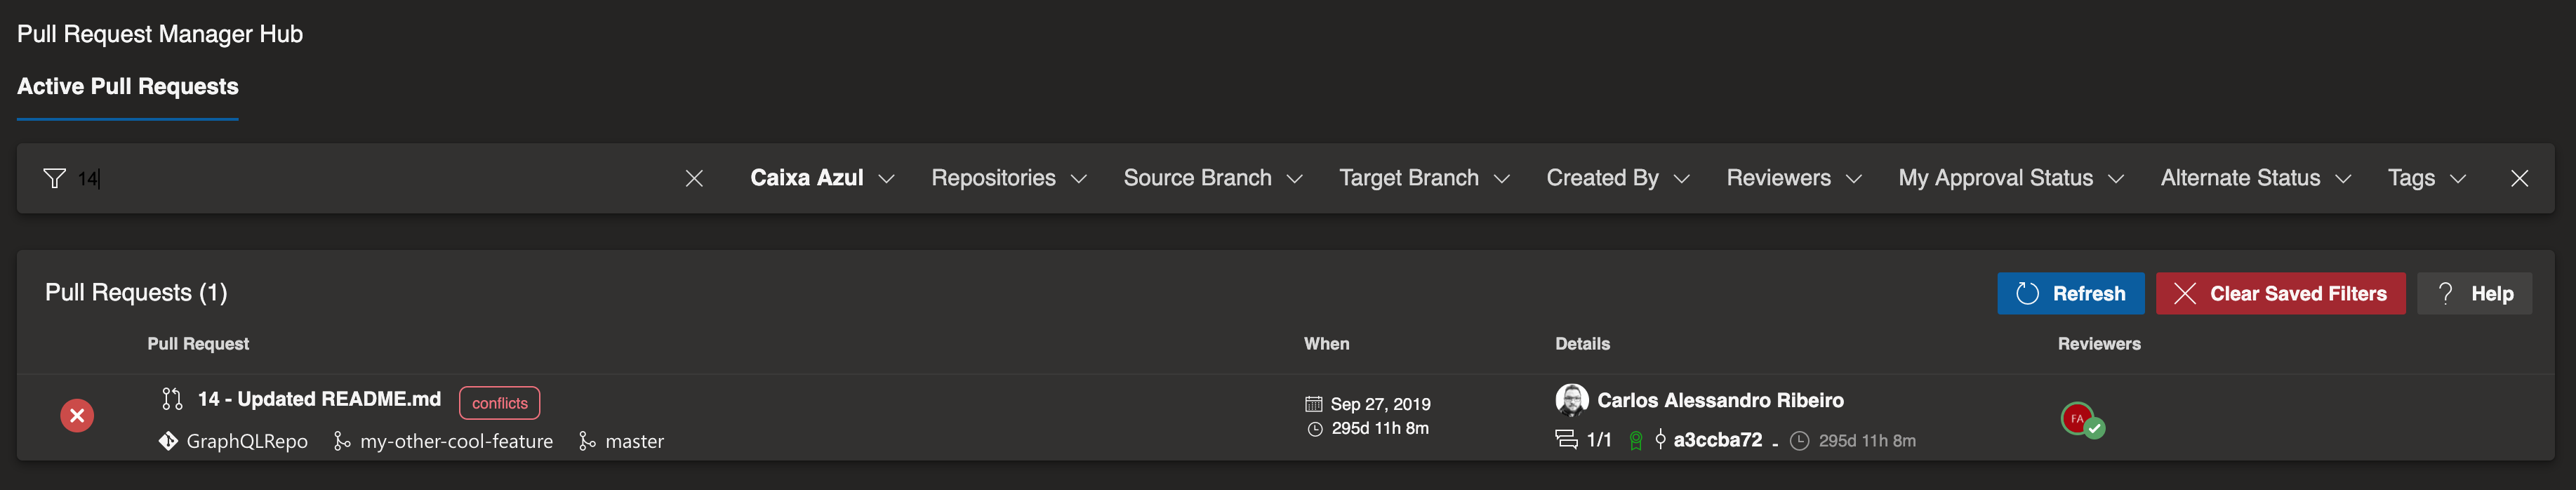 Pull Request Manager Hub
Active Pull Requests
14 Caixa Azul Repositories Source Branch Target Branch Created By Reviewers My Approval Status Alternate Status Tags
Pull Requests (1) Refresh Clear Saved Filters ? Help
Pull Request When Details Reviewers
14 - Updated README.md conflicts Sep 27, 2019 Carlos Alessandro Ribeiro FA
GraphQLRepo my-other-cool-feature master 295d 11h 8m 1/1 a3ccba72 - 295d 11h 8m